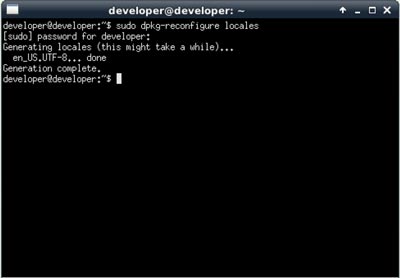 developer@developer: ~
developer@developer:~$ sudo dpkg-reconfigure locales
[sudo] password for developer:
Generating locales (this might take a while)...
  en_US.UTF-8... done
Generation complete.
developer@developer:~$